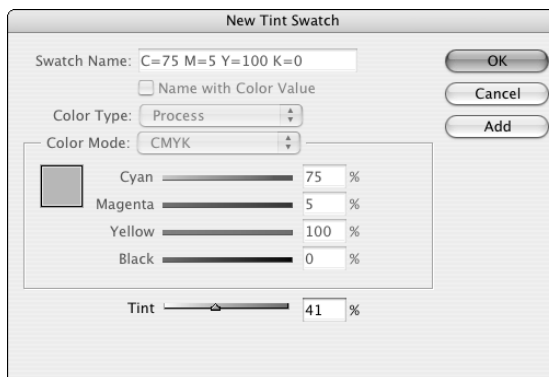 New Tint Swatch
Swatch Name: C=75 M=5 Y=100 K=0
OK
Name with Color Value
Cancel
Color Type: Process
Add
Color Mode: CMYK
Cyan 75 %
Magenta 5 %
Yellow 100 %
Black 0 %
Tint 41 %